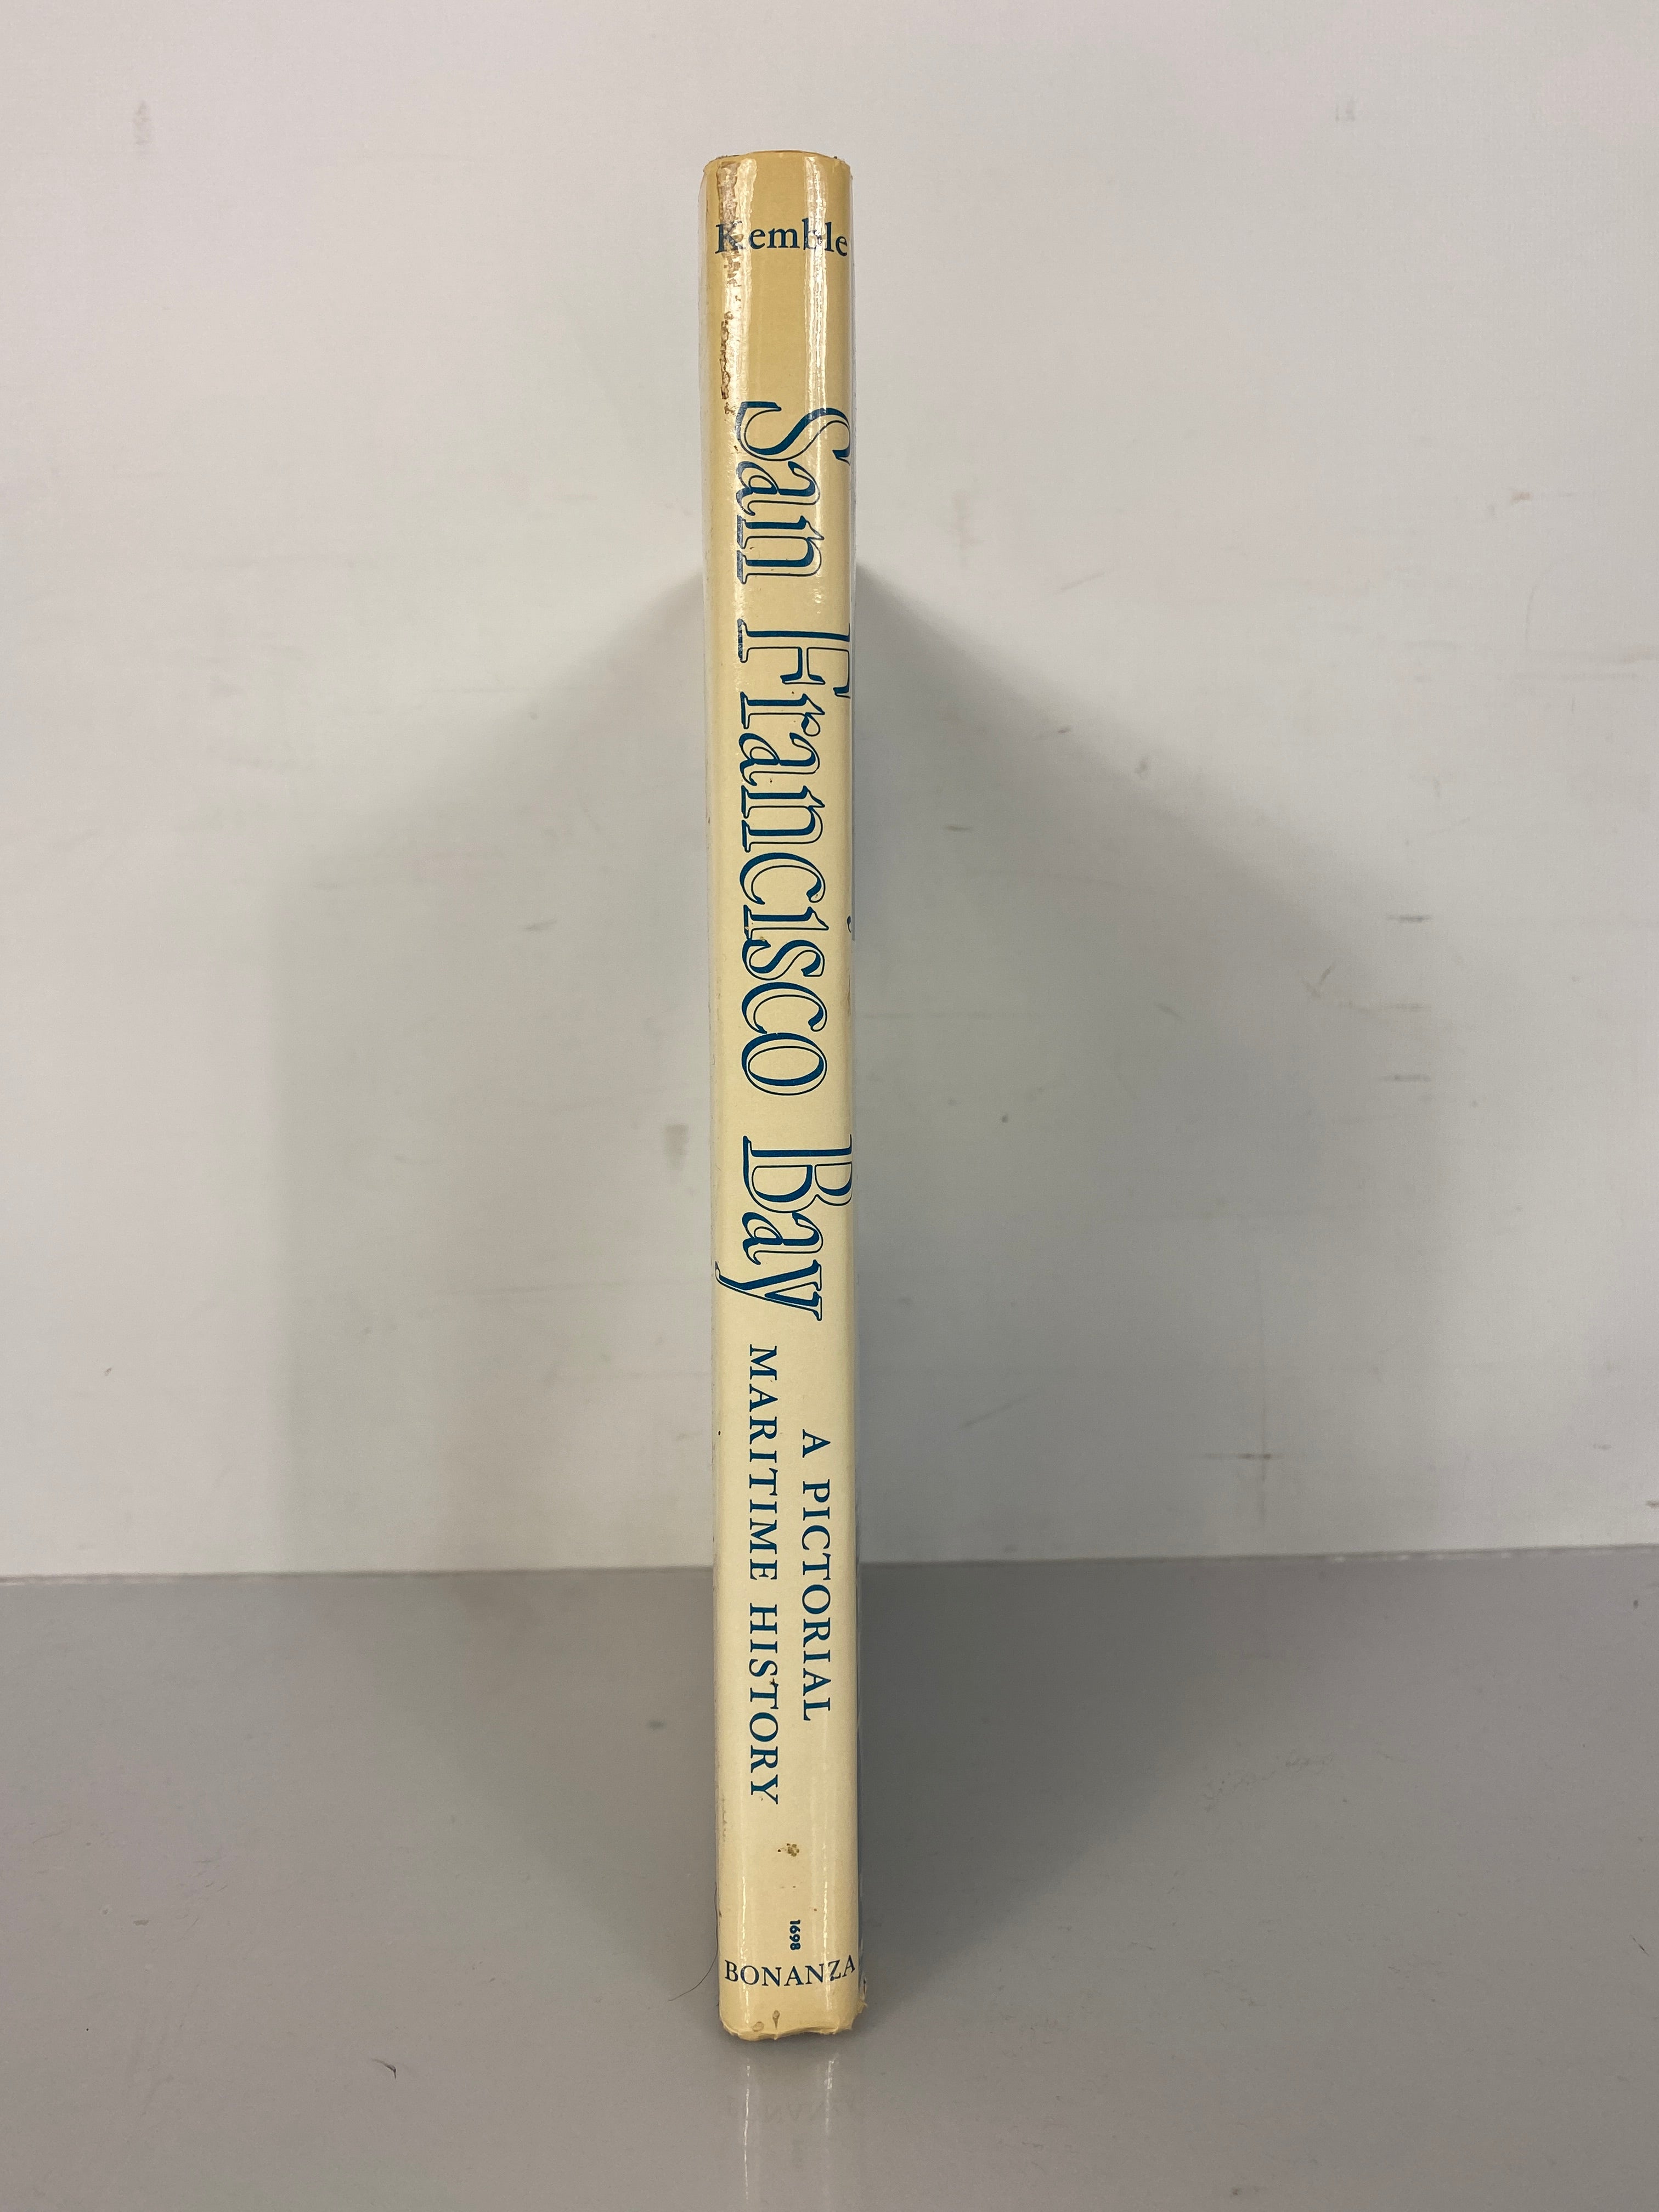 Kemble
San Francisco Bay
A PICTORIAL
MARITIME HISTORY
1698
BONANZA